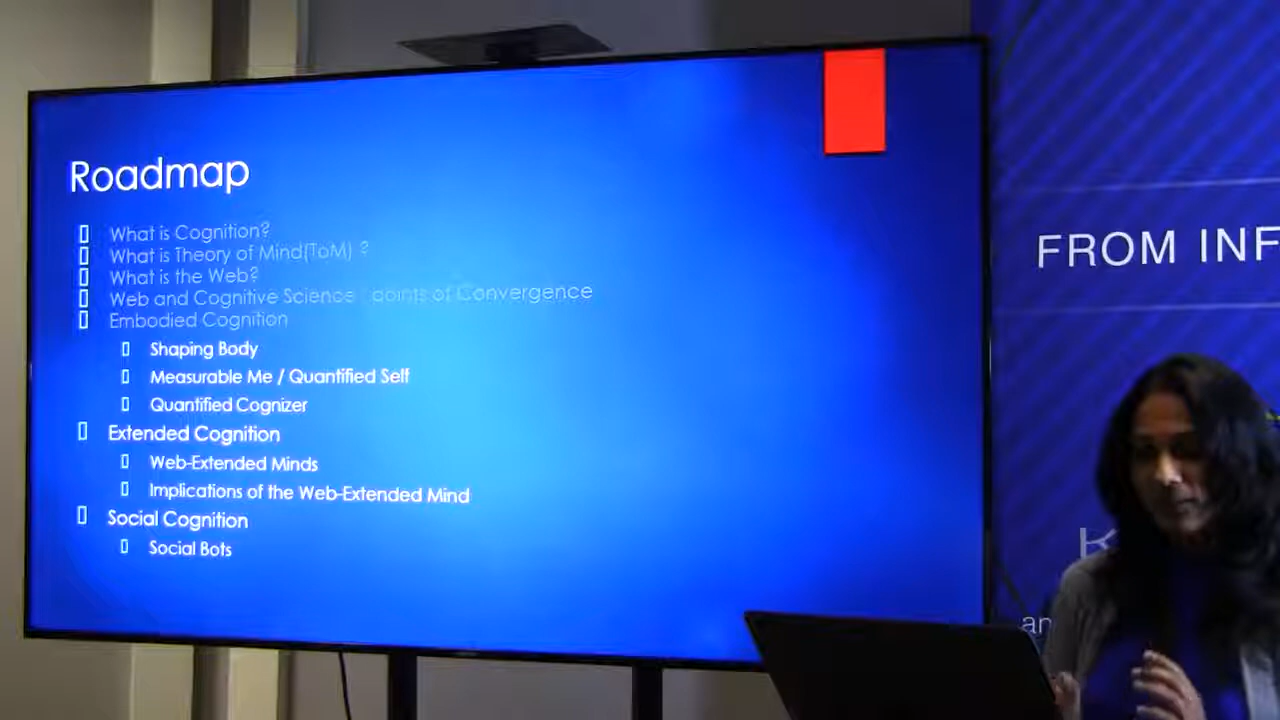 Roadmap
What is Cognition?
What is Theory of Mind(ToM) ?
What is the Web?
Web and Cognitive Science points of Convergence
Embodied Cognition
Shaping Body
Measurable Me / Quantified Self
Quantified Cognizer
Extended Cognition
Web-Extended Minds
Implications of the Web-Extended Mind
Social Cognition
Social Bots
FROM INF
K
an